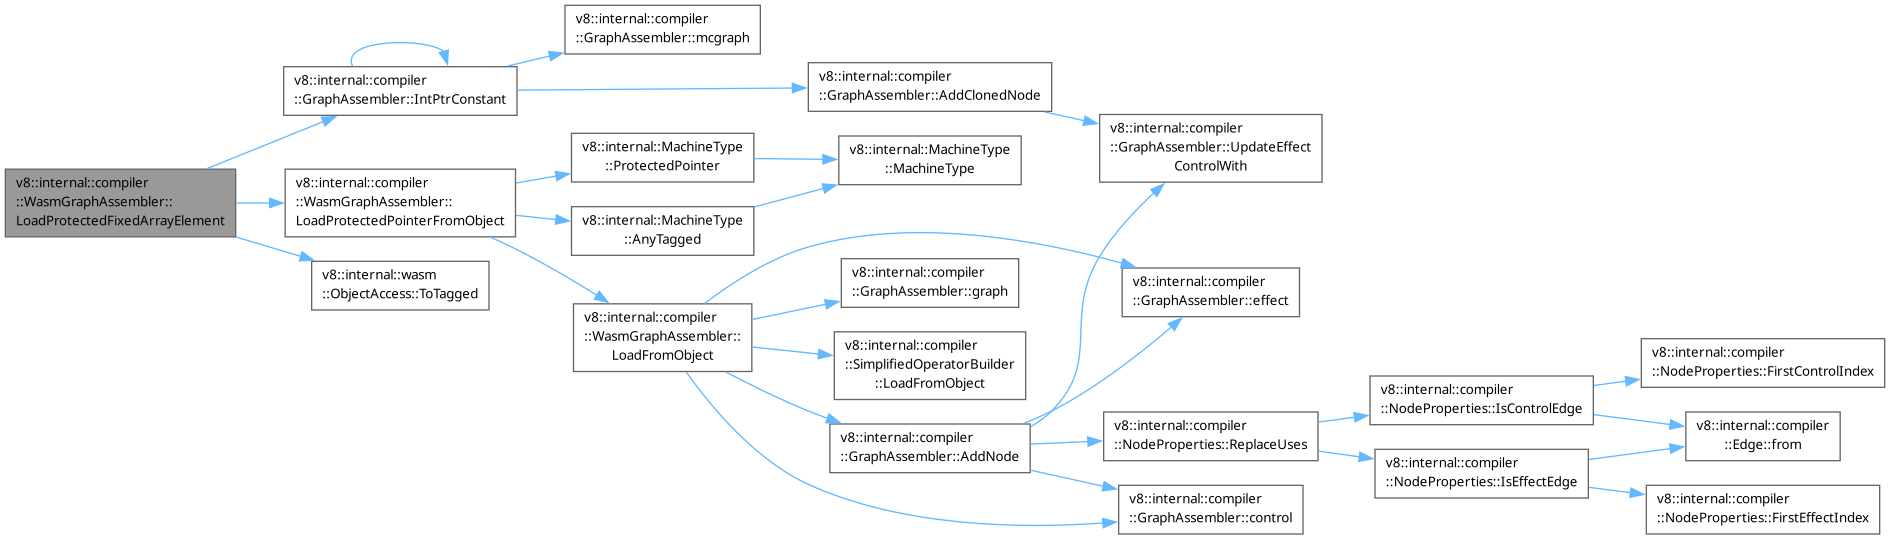 v8::internal::compiler
::GraphAssembler::mcgraph
v8::internal::compiler
::GraphAssembler::IntPtrConstant
v8::internal::compiler
::GraphAssembler::AddClonedNode
v8::internal::compiler
::GraphAssembler::UpdateEffect
ControlWith
v8::internal::MachineType
::ProtectedPointer
v8::internal::MachineType
::MachineType
v8::internal::compiler
::WasmGraphAssembler::
LoadProtectedFixedArrayElement
v8::internal::compiler
::WasmGraphAssembler::
LoadProtectedPointerFromObject
v8::internal::MachineType
::AnyTagged
v8::internal::wasm
::ObjectAccess::ToTagged
v8::internal::compiler
::GraphAssembler::graph
v8::internal::compiler
::GraphAssembler::effect
v8::internal::compiler
::WasmGraphAssembler::
LoadFromObject
v8::internal::compiler
::SimplifiedOperatorBuilder
::LoadFromObject
v8::internal::compiler
::NodeProperties::FirstControlIndex
v8::internal::compiler
::NodeProperties::IsControlEdge
v8::internal::compiler
::GraphAssembler::AddNode
v8::internal::compiler
::NodeProperties::ReplaceUses
v8::internal::compiler
::Edge::from
v8::internal::compiler
::NodeProperties::IsEffectEdge
v8::internal::compiler
::GraphAssembler::control
v8::internal::compiler
::NodeProperties::FirstEffectIndex